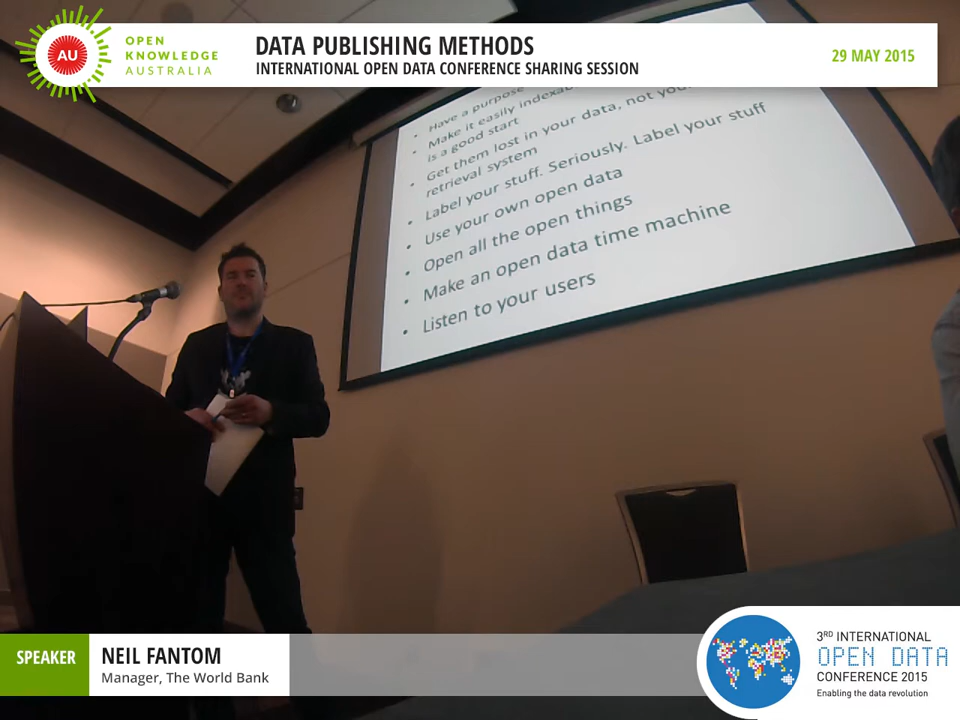 OPEN
KNOWLEDGE
AUSTRALIA
AU
DATA PUBLISHING METHODS
INTERNATIONAL OPEN DATA CONFERENCE SHARING SESSION
29 MAY 2015
• Have a purpose
• Make it easily
is a good start
• Get them lost in your data, not
retrieval system
• Label your stuff. Seriously. Label your stuff
• Use your own open data
• Open all the open things
• Make an open data time machine
• Listen to your users
SPEAKER
NEIL FANTOM
Manager, The World Bank
3RD INTERNATIONAL
OPEN DATA
CONFERENCE 2015
Enabling the data revolution